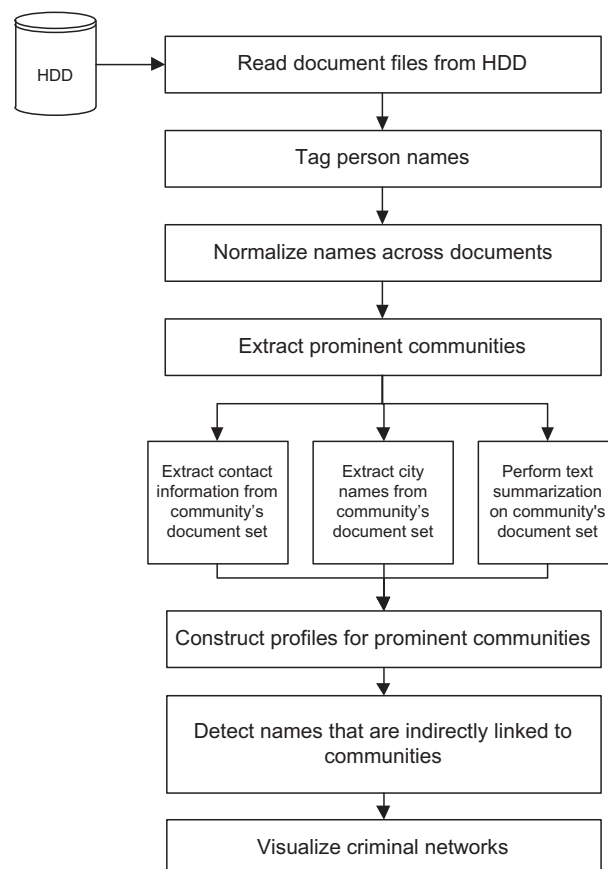 HDD
Read document files from HDD
Tag person names
Normalize names across documents
Extract prominent communities
Extract contact
information from
community’s
document set
Extract city
names from
community’s
document set
Perform text
summarization
on community's
document set
Construct profiles for prominent communities
Detect names that are indirectly linked to
communities
Visualize criminal networks